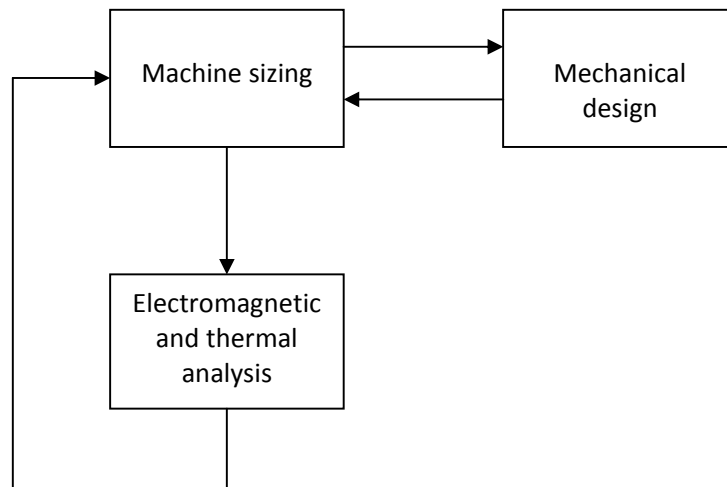 Machine sizing
Mechanical
design
Electromagnetic
and thermal
analysis